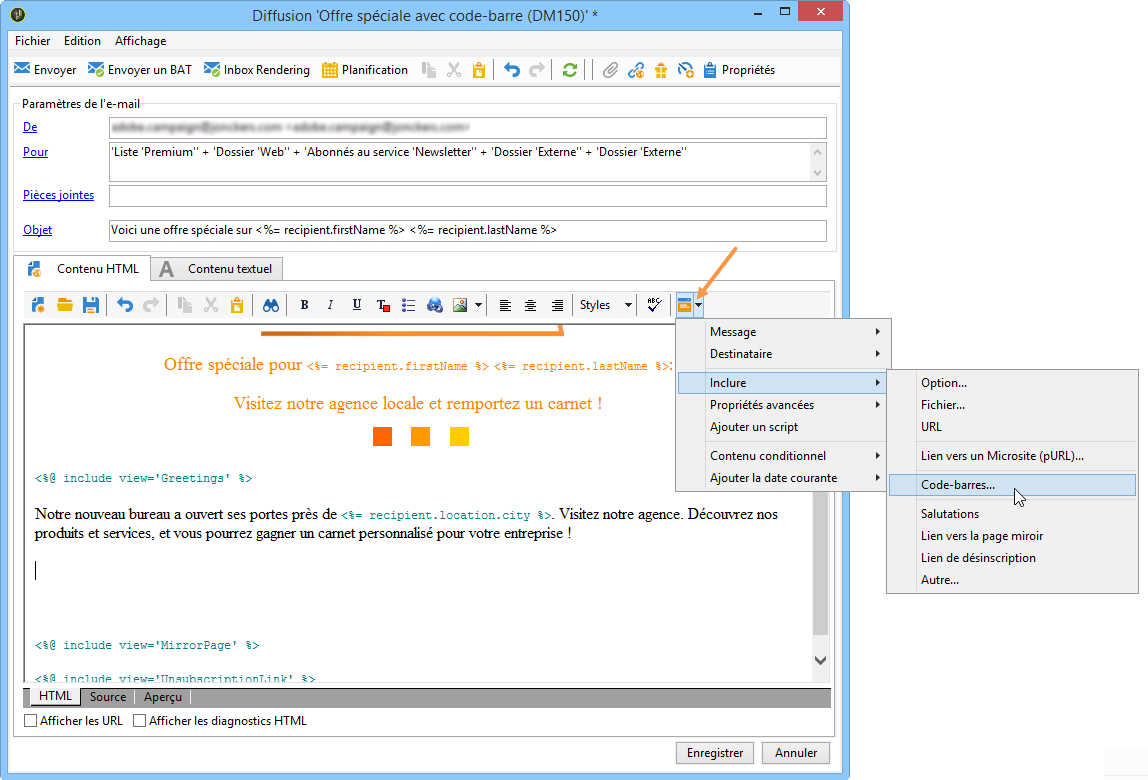 Diffusion 'Offre spéciale avec code-barre (DM150)' *
Fichier Edition Affichage
Envoyer Envoyer un BAT Inbox Rendering Planification Propriétés
Paramètres de l'e-mail
De
Pour 'Liste 'Premium'' + 'Dossier 'Web'' + 'Abonnés au service 'Newsletter'' + 'Dossier 'Externe'' + 'Dossier 'Externe''
Pièces jointes
Objet Voici une offre spéciale sur <%= recipient.firstName %> <%= recipient.lastName %>
Contenu HTML A Contenu textuel
B I U T Styles ABC
Offre spéciale pour <%= recipient.firstName %> <%= recipient.lastName %>:
Visitez notre agence locale et remportez un carnet !
<%@ include view='Greetings' %>
Notre nouveau bureau a ouvert ses portes près de <%= recipient.location.city %>. Visitez notre agence. Découvrez nos
produits et services, et vous pourrez gagner un carnet personnalisé pour votre entreprise !
<%@ include view='MirrorPage' %>
<%@ include view='UnsubscriptionLink' %>
HTML Source Aperçu
Afficher les URL Afficher les diagnostics HTML
Enregistrer Annuler
Message
Destinataire
Inclure
Propriétés avancées
Ajouter un script
Contenu conditionnel
Ajouter la date courante
Option...
Fichier...
URL
Lien vers un Microsite (pURL)...
Code-barres...
Salutations
Lien vers la page miroir
Lien de désinscription
Autre...